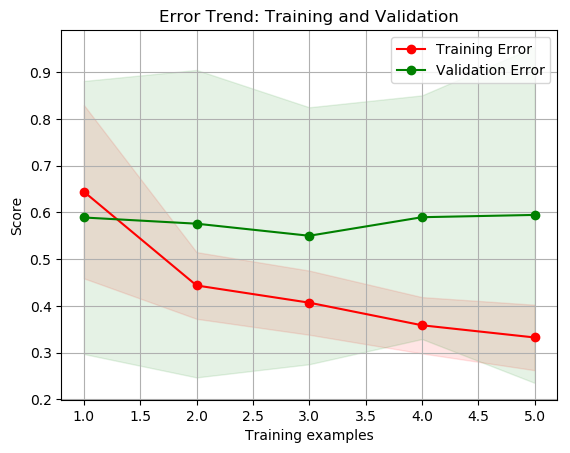 Error Trend: Training and Validation
Training Error
Validation Error
Score
0.9
0.8
0.7
0.6
0.5
0.4
0.3
0.2
1.0 1.5 2.0 2.5 3.0 3.5 4.0 4.5 5.0
Training examples